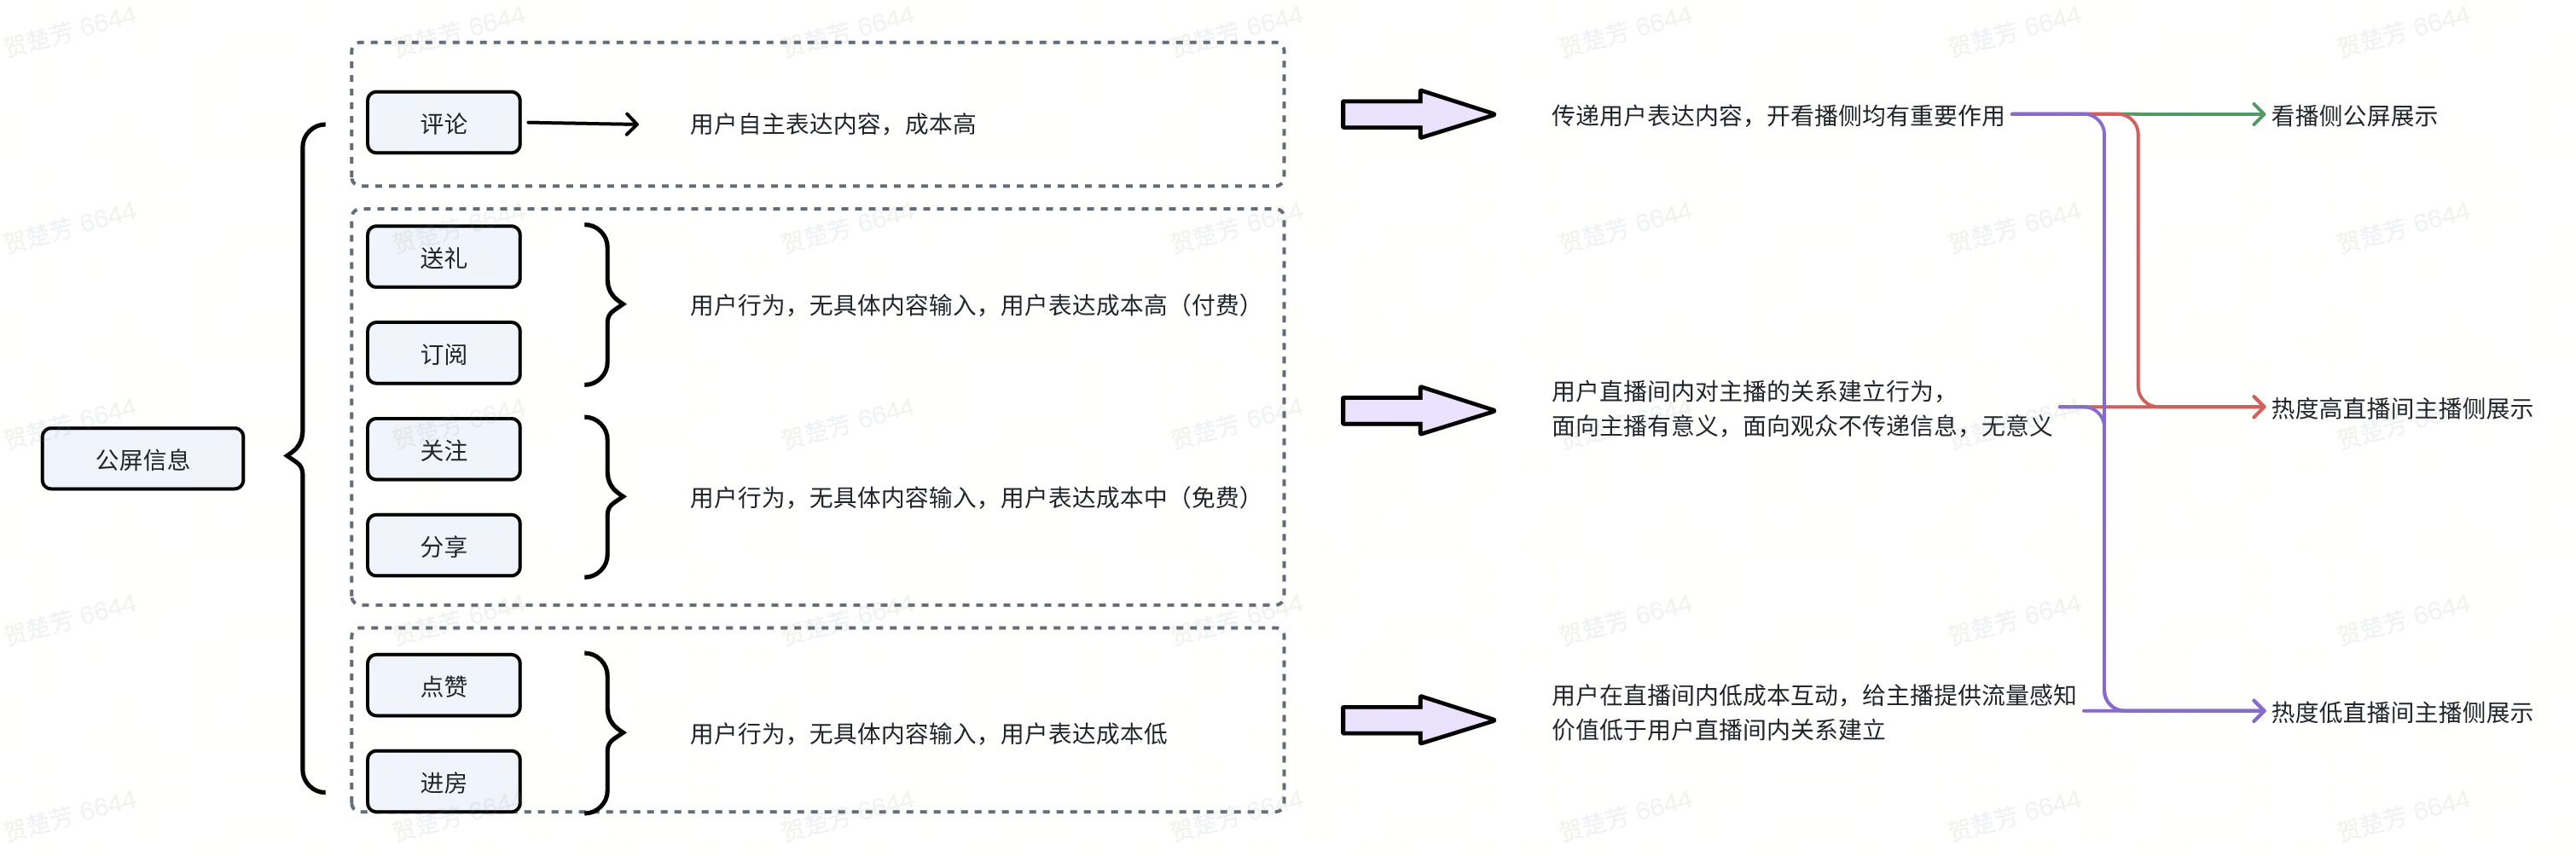 公屏信息
评论
用户自主表达内容，成本高
送礼
订阅
用户行为，无具体内容输入，用户表达成本高（付费）
关注
分享
用户行为，无具体内容输入，用户表达成本中（免费）
点赞
进房
用户行为，无具体内容输入，用户表达成本低
传递用户表达内容，开看播侧均有重要作用
用户直播间内对主播的关系建立行为，
面向主播有意义，面向观众不传递信息，无意义
用户在直播间内低成本互动，给主播提供流量感知
价值低于用户直播间内关系建立
看播侧公屏展示
热度高直播间主播侧展示
热度低直播间主播侧展示
贺楚芳 6644